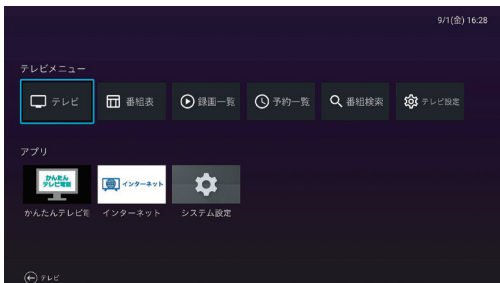 9/1(金) 16:28
テレビメニュー
テレビ 番組表 録画一覧 予約一覧 番組検索 テレビ設定
アプリ
かんたん
テレビ電話
インターネット
かんたんテレビ電 インターネット システム設定
テレビ